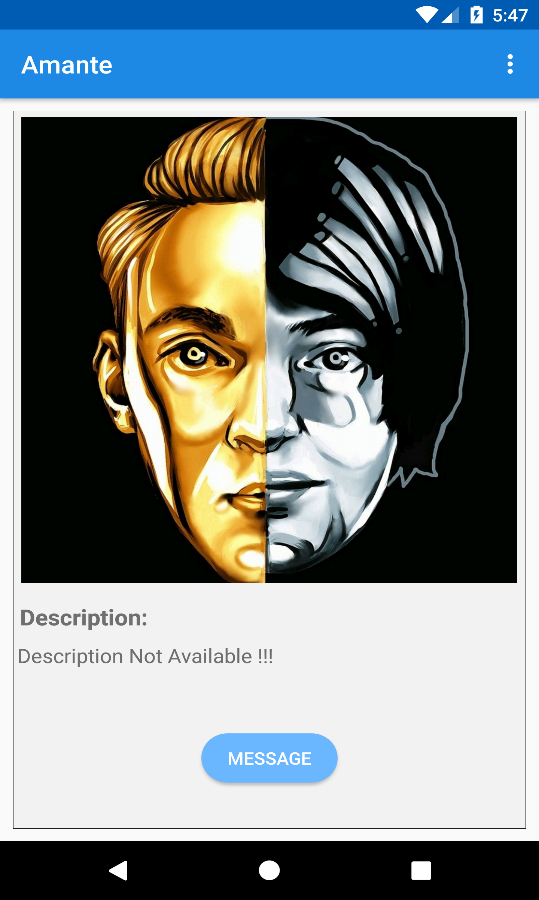 5:47
Amante
Description:
Description Not Available !!!
MESSAGE